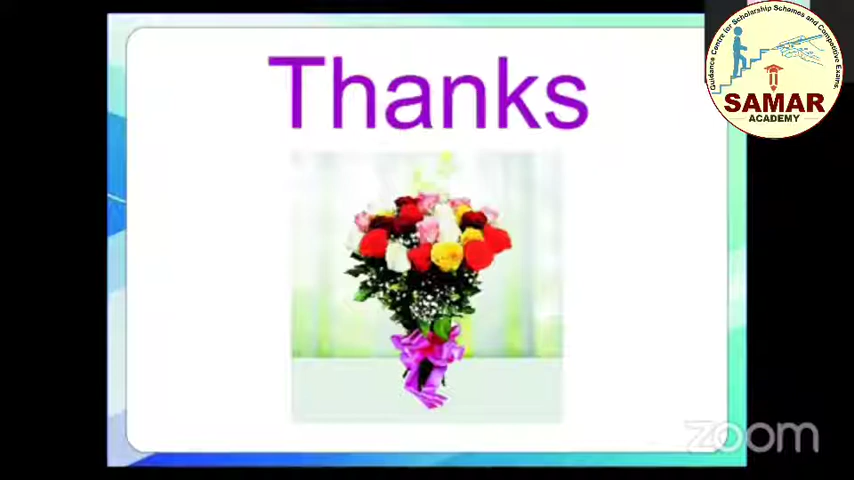 Thanks
Guidance Centre for Scholarship Schemes and Competitive Exams.
SAMAR
ACADEMY
zoom